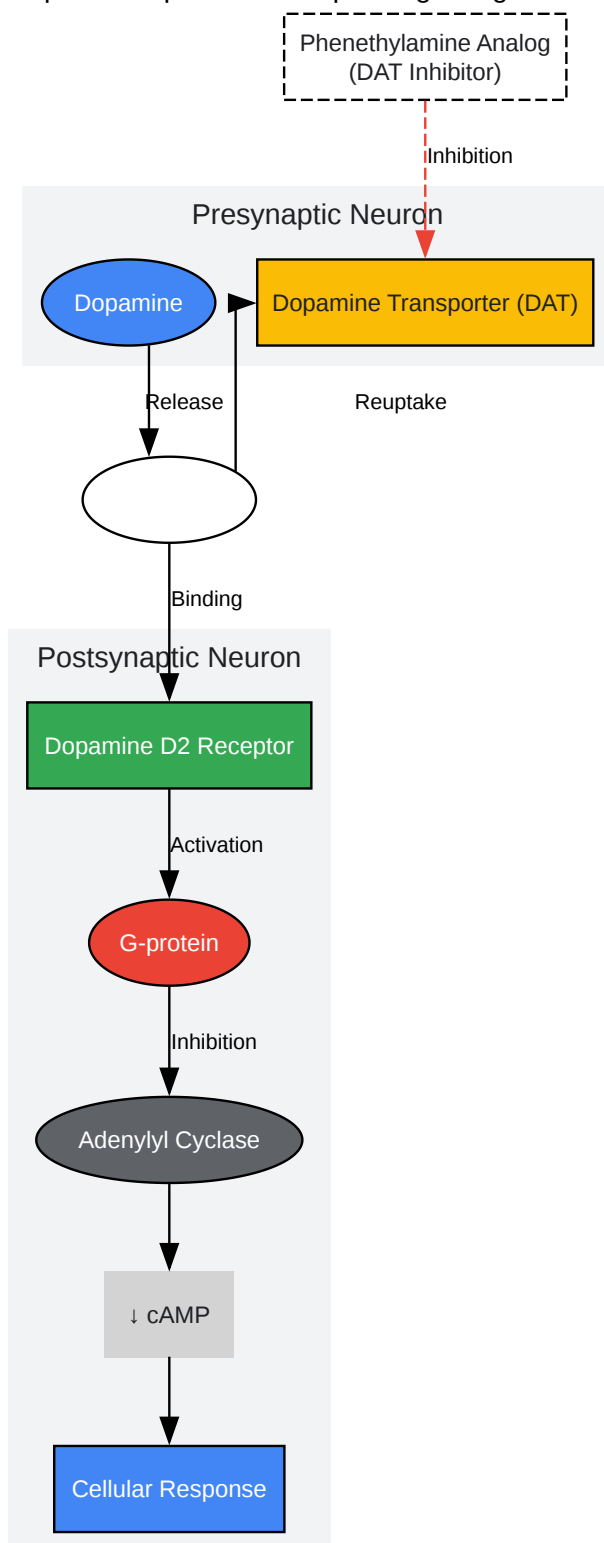 Phenethylamine Analog
(DAT Inhibitor)
Inhibition
Presynaptic Neuron
Dopamine
Dopamine Transporter (DAT)
Release
Reuptake
Binding
Postsynaptic Neuron
Dopamine D2 Receptor
Activation
G-protein
Inhibition
Adenylyl Cyclase
↓ cAMP
Cellular Response